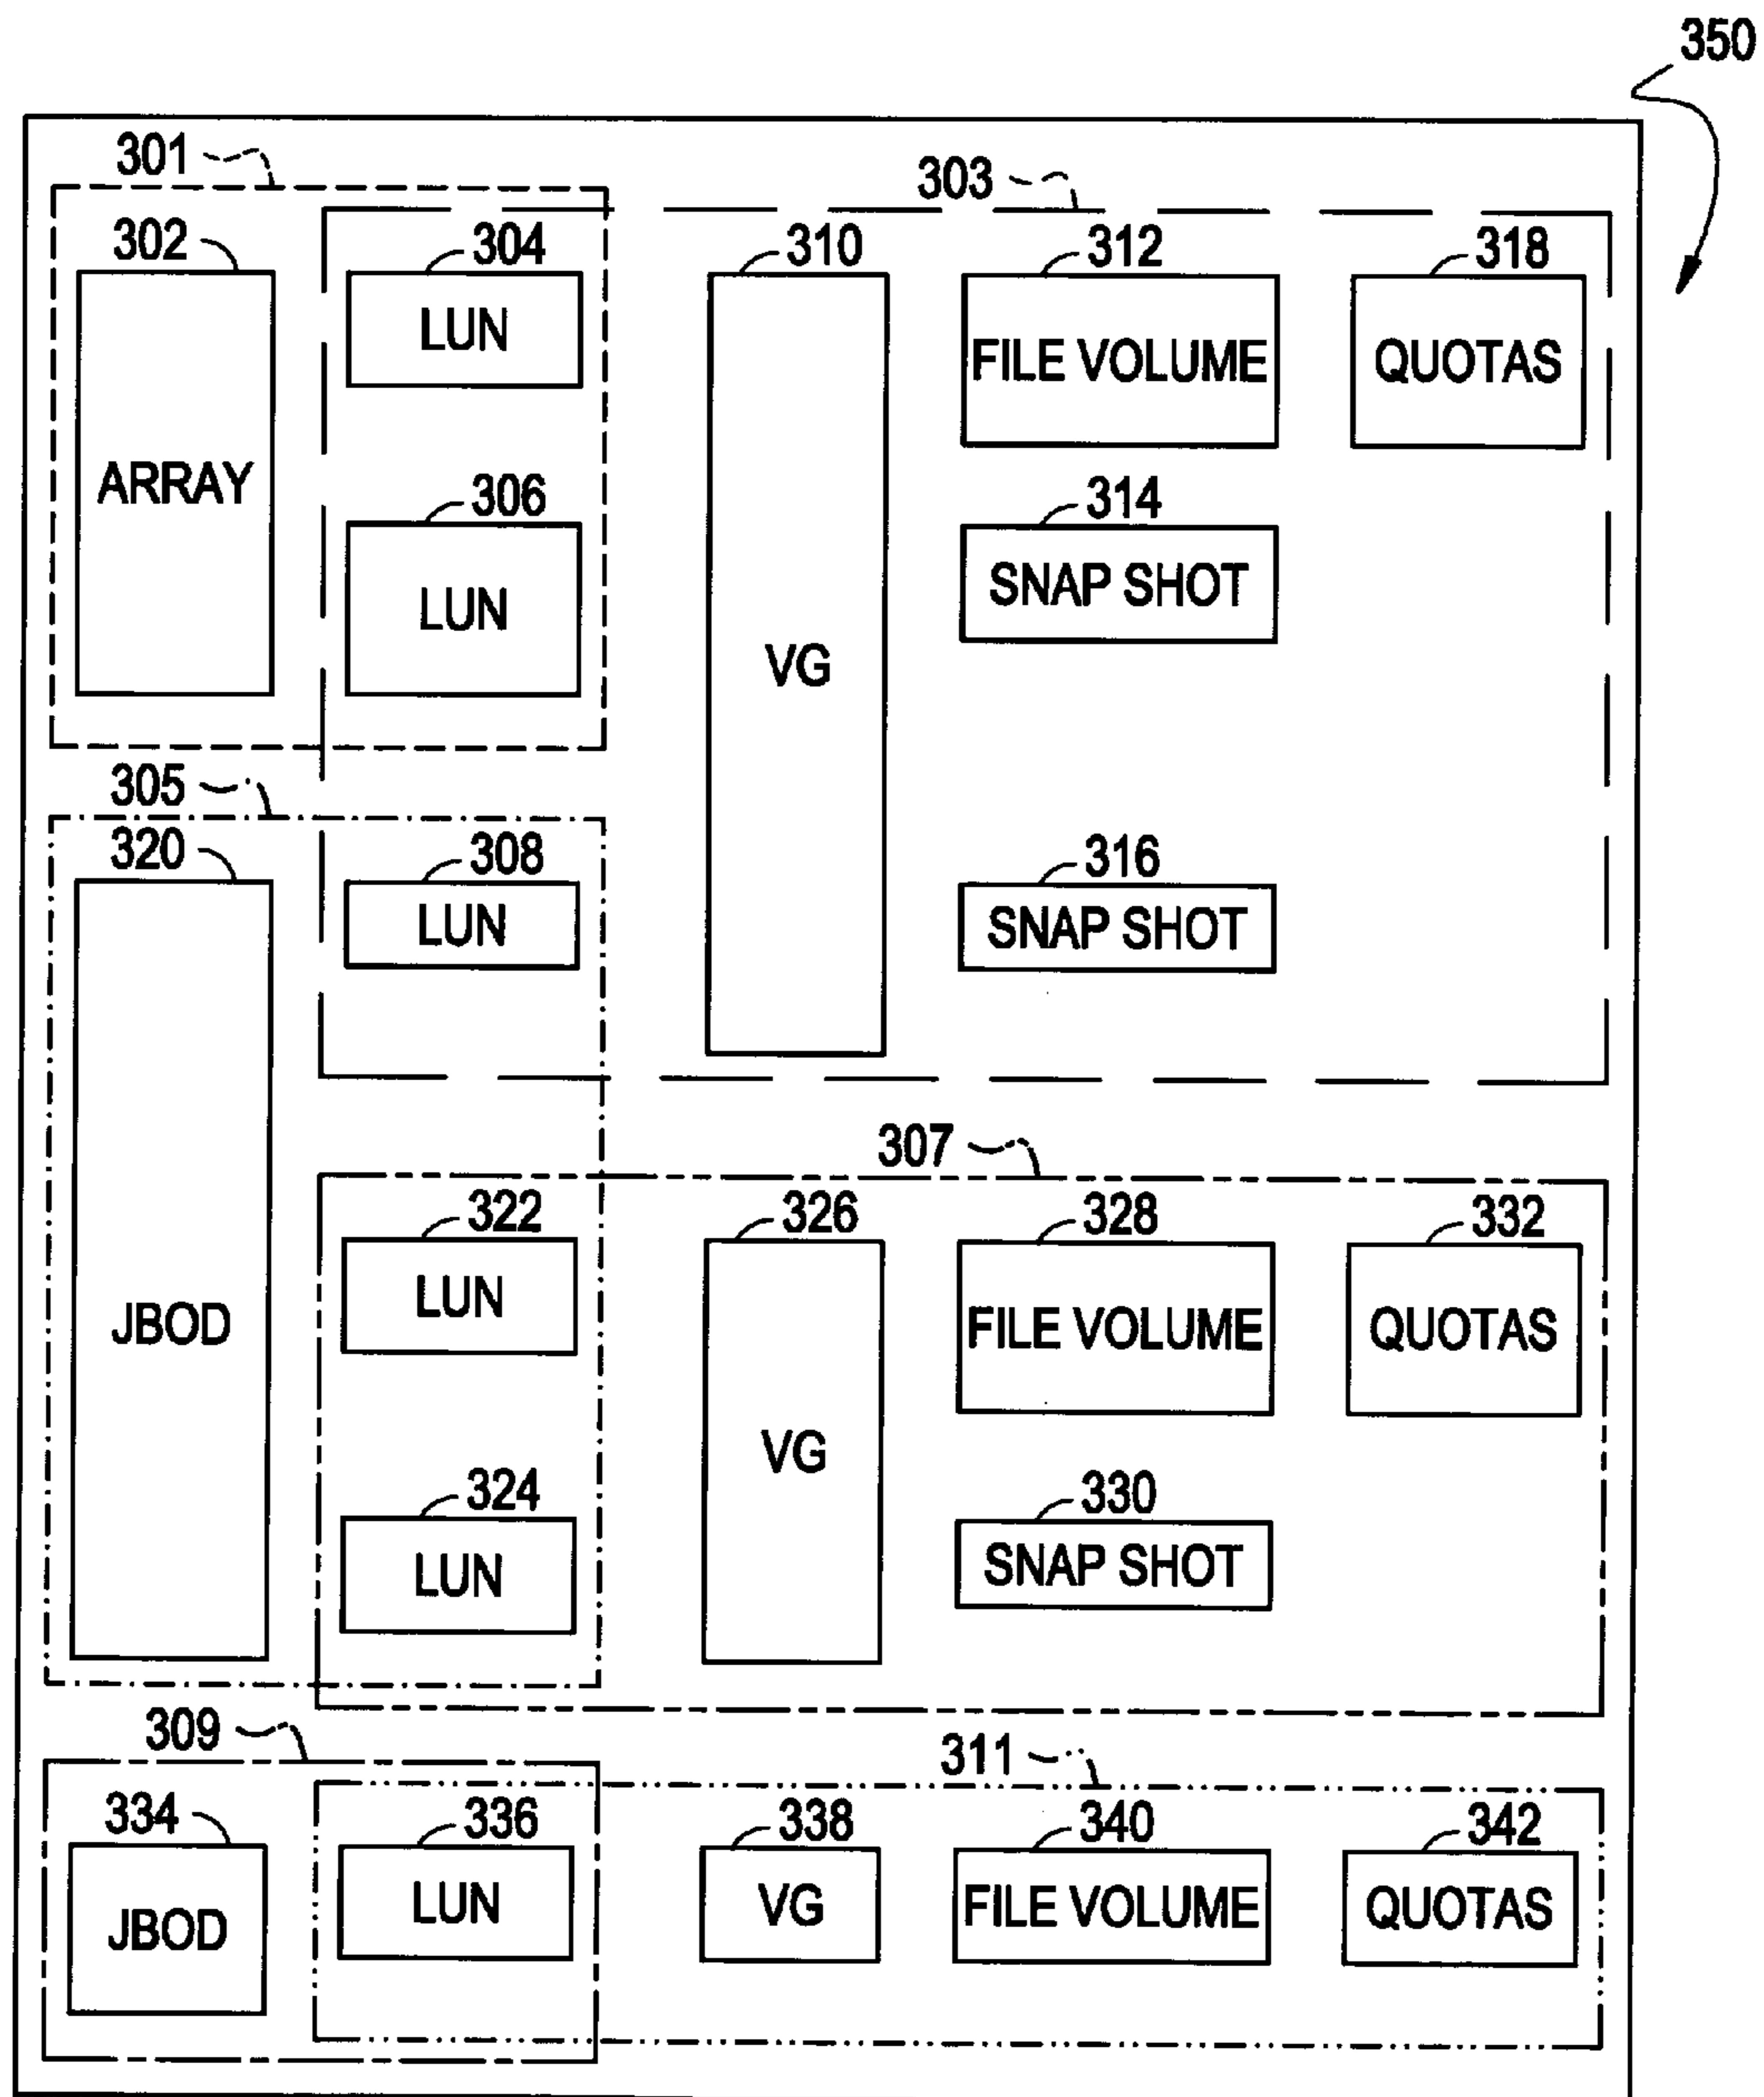 350
301
303
302
304
310
312
318
LUN
FILE VOLUME
QUOTAS
ARRAY
306
314
LUN
SNAP SHOT
VG
305
320
308
316
LUN
SNAP SHOT
307
322
326
328
332
LUN
JBOD
FILE VOLUME
QUOTAS
VG
324
330
LUN
SNAP SHOT
309
311
334
336
338
340
342
JBOD
LUN
VG
FILE VOLUME
QUOTAS